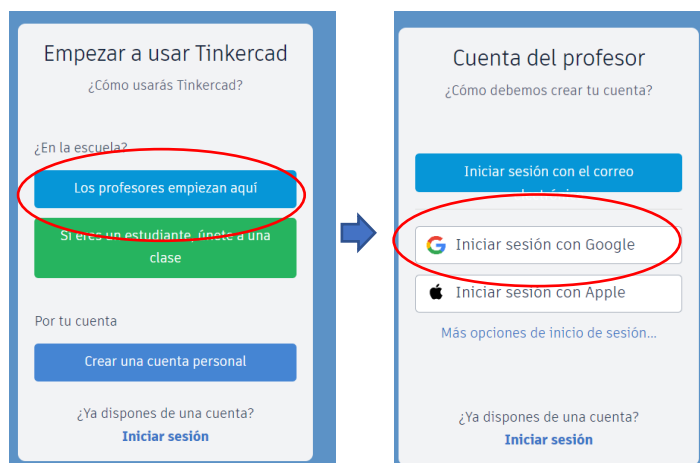 Empezar a usar Tinkercad
¿Cómo usarás Tinkercad?
¿En la escuela?
Los profesores empiezan aquí
Si eres un estudiante, únete a una
clase
Por tu cuenta
Crear una cuenta personal
¿Ya dispones de una cuenta?
Iniciar sesión
Cuenta del profesor
¿Cómo debemos crear tu cuenta?
Iniciar sesión con el correo
Iniciar sesión con Google
Iniciar sesión con Apple
Más opciones de inicio de sesión...
¿Ya dispones de una cuenta?
Iniciar sesión